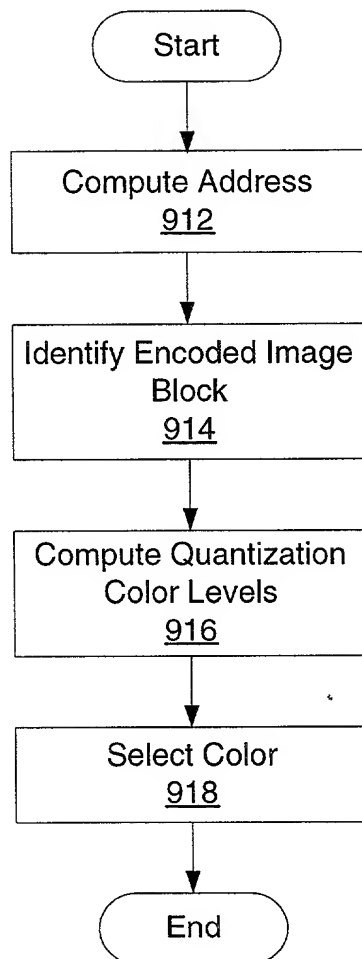 Start
Compute Address
912
Identify Encoded Image
Block
914
Compute Quantization
Color Levels
916
Select Color
918
End